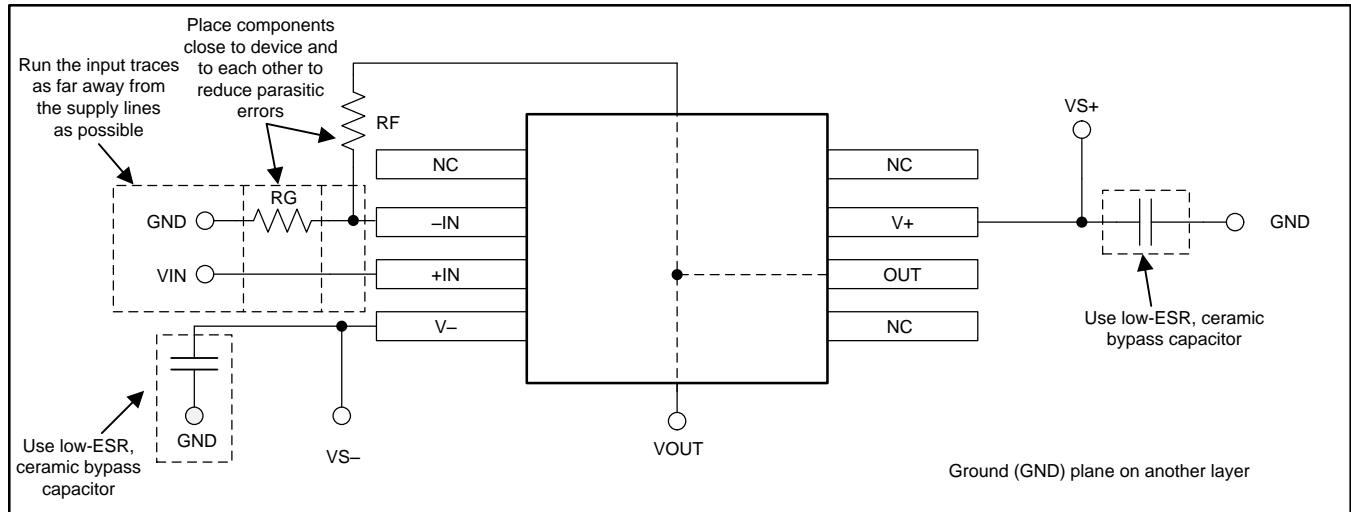 Place components
close to device and
to each other to
reduce parasitic
errors
Run the input traces
as far away from
the supply lines
as possible
RF
VS+
NC
NC
RG
GND
–IN
V+
GND
VIN
+IN
OUT
V–
NC
Use low-ESR, ceramic
bypass capacitor
GND
Use low-ESR,
ceramic bypass
capacitor
VS–
VOUT
Ground (GND) plane on another layer